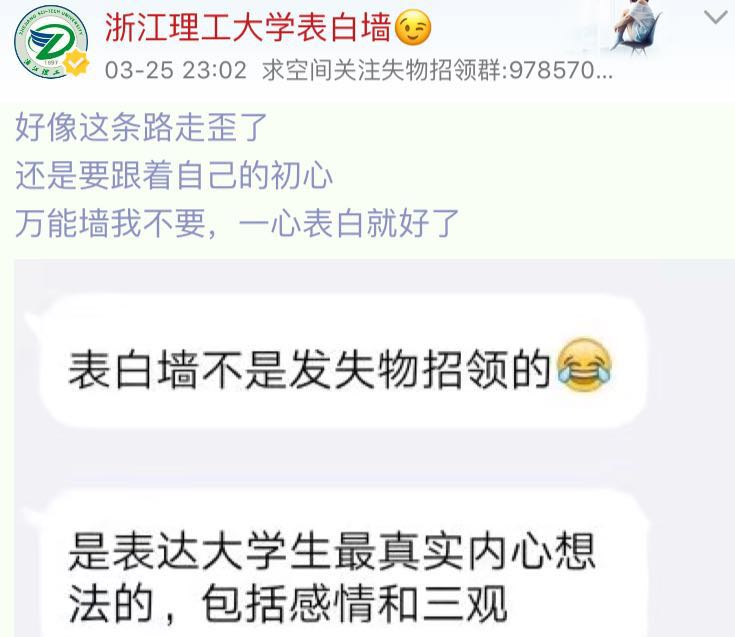 浙江理工大学表白墙😉
03-25 23:02 求空间关注失物招领群:978570...
好像这条路走歪了
还是要跟着自己的初心
万能墙我不要，一心表白就好了
表白墙不是发失物招领的😂
是表达大学生最真实内心想
法的，包括感情和三观